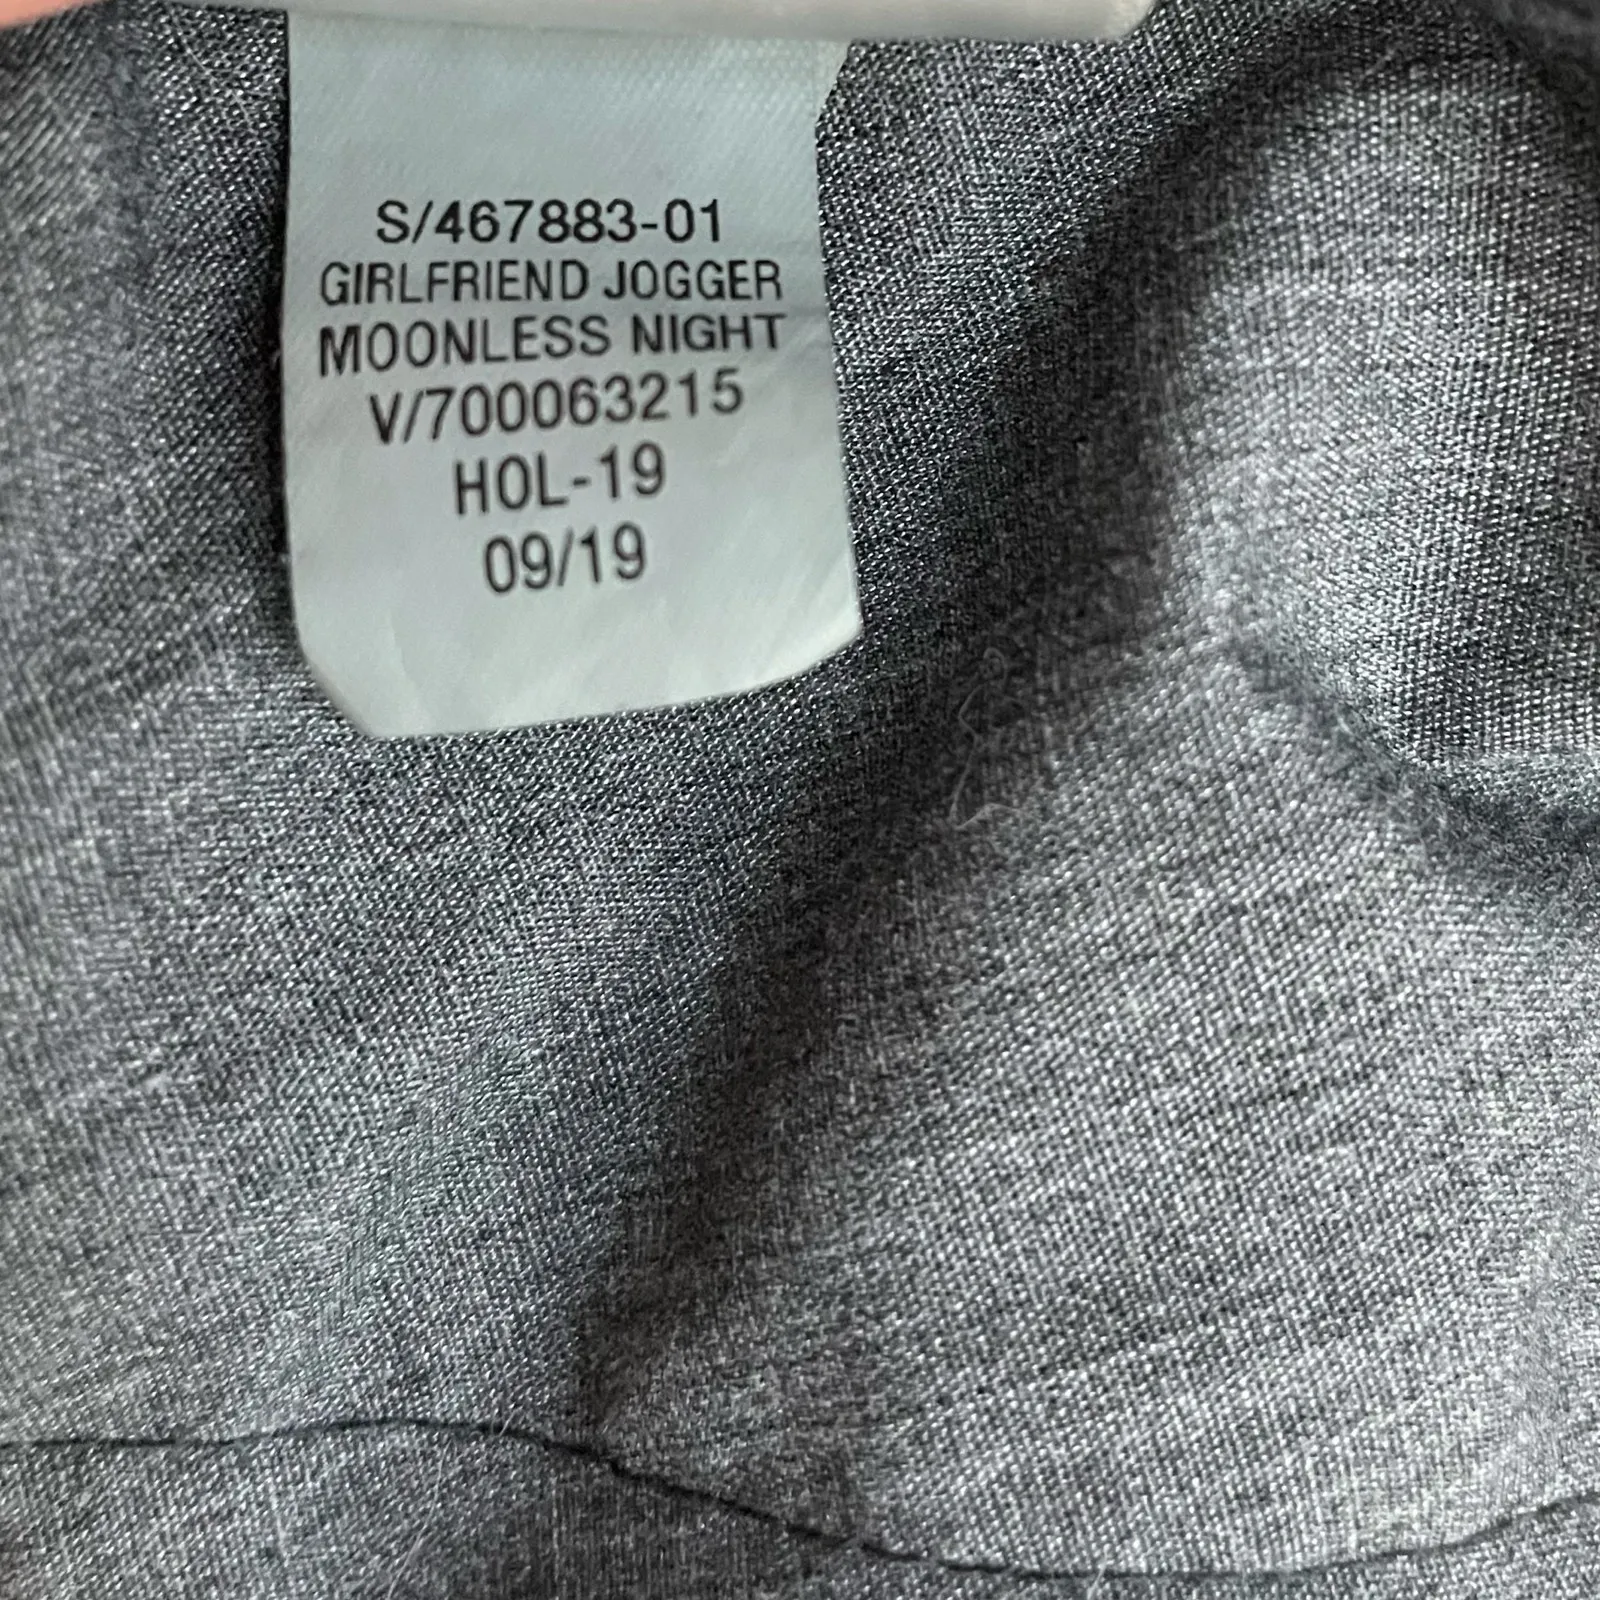 S/467883-01
GIRLFRIEND JOGGER
MOONLESS NIGHT
V/700063215
HOL-19
09/19